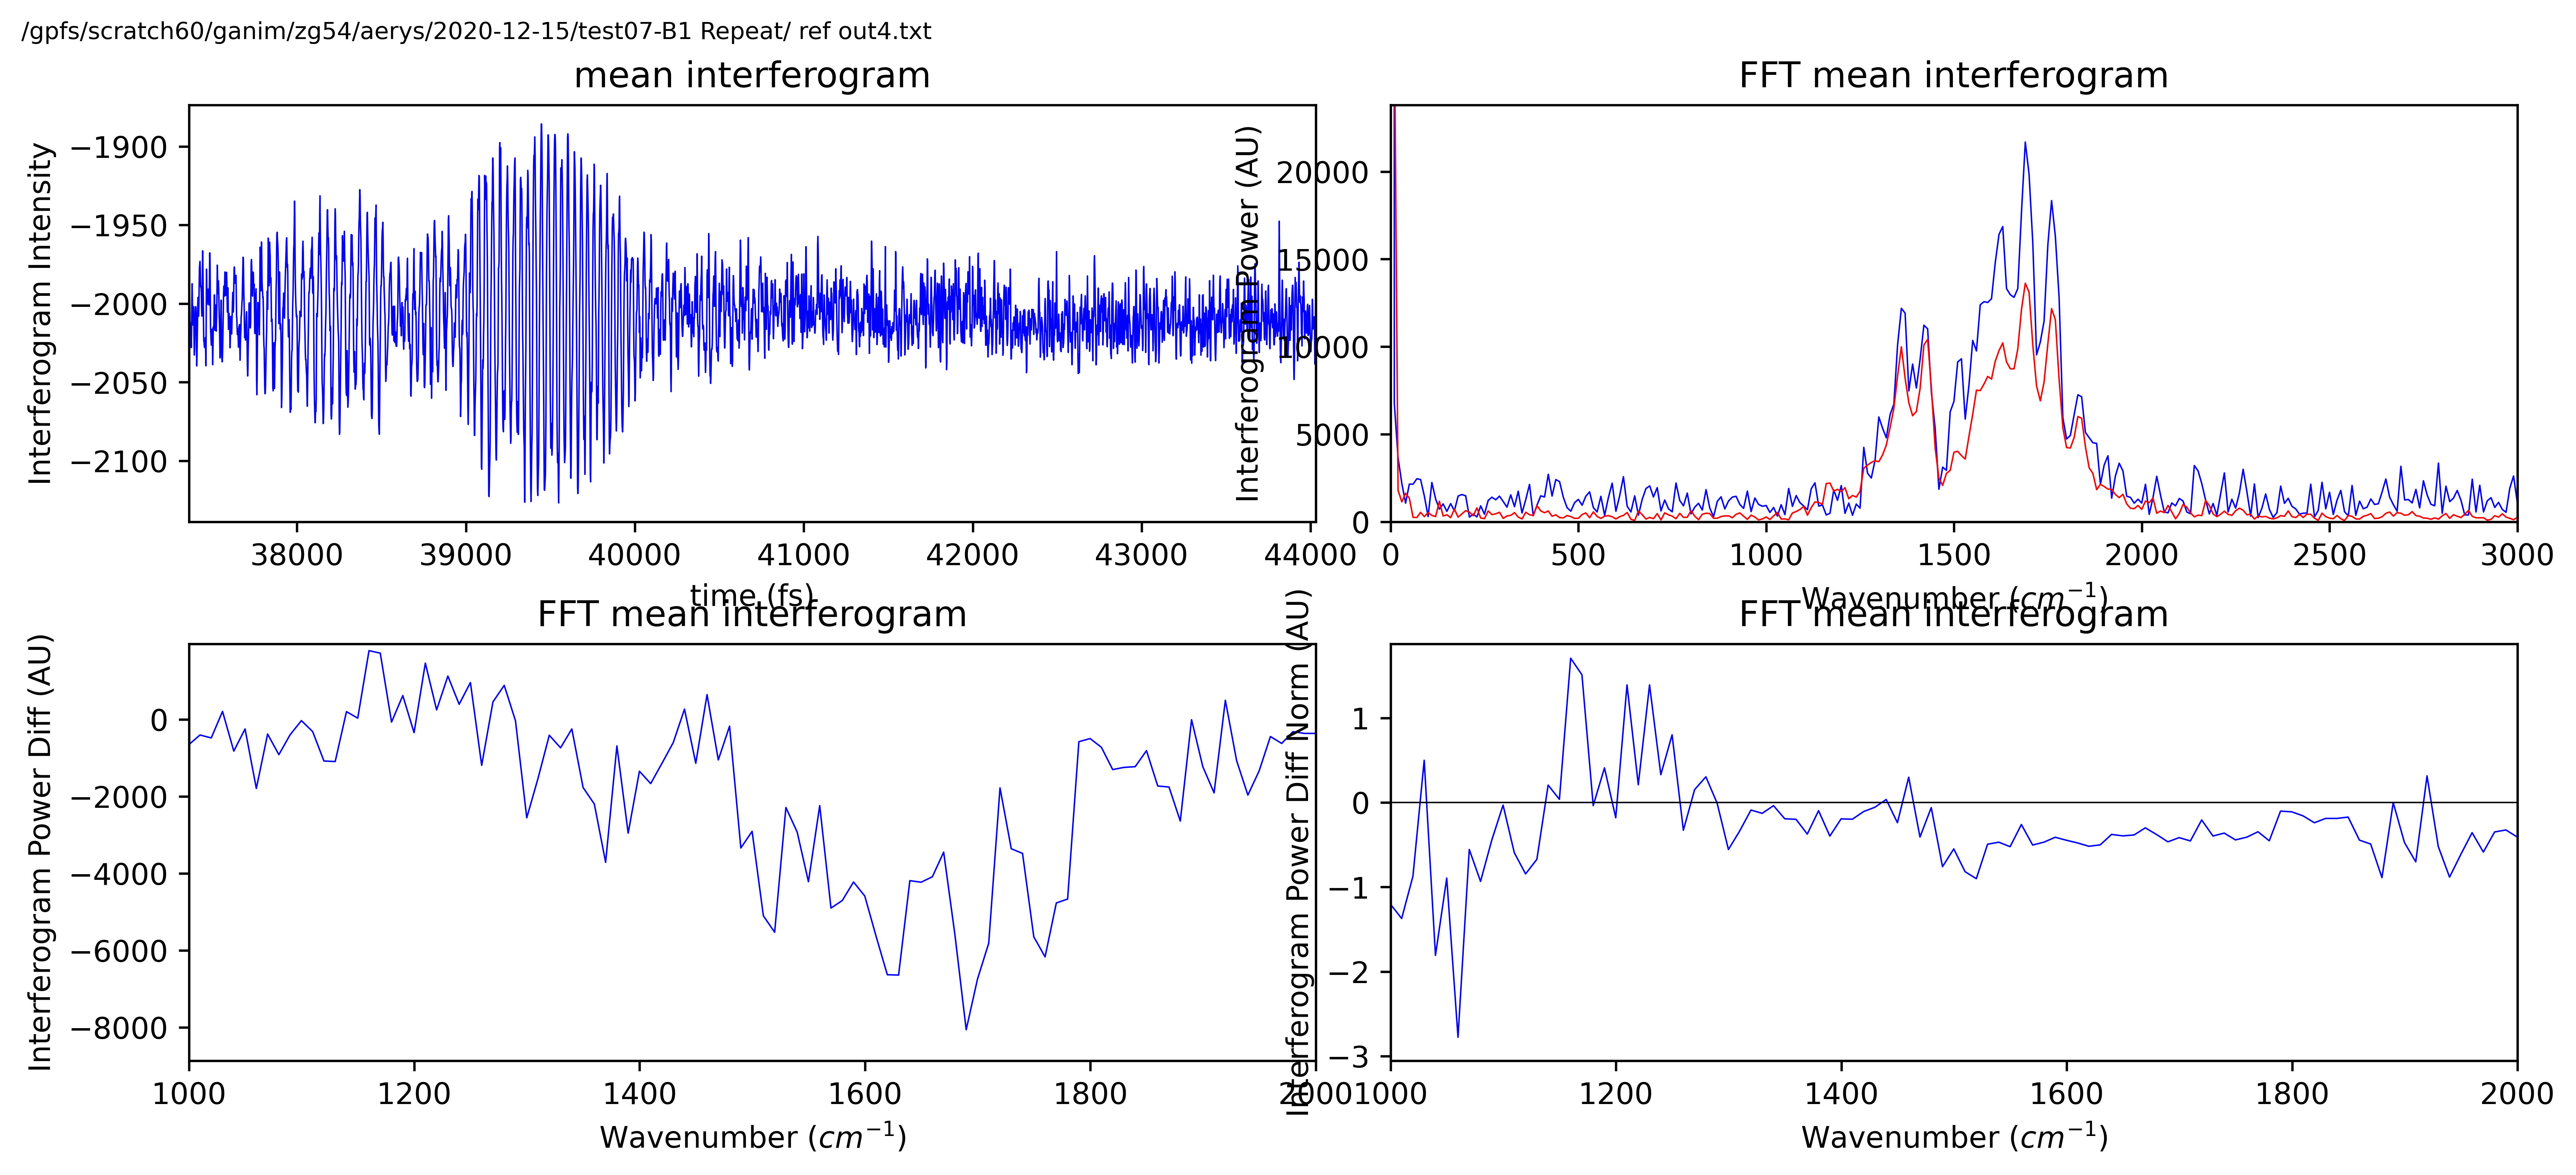 /gpfs/scratch60/ganim/zg54/aerys/2020-12-15/test07-B1 Repeat/ ref out4.txt
mean interferogram
Interferogram Intensity
−1900
−1950
−2000
−2050
−2100
38000 39000 40000 41000 42000 43000 44000
time (fs)
FFT mean interferogram
Interferogram Power (AU)
20000
15000
10000
5000
0
0 500 1000 1500 2000 2500 3000
Wavenumber (cm⁻¹)
FFT mean interferogram
Interferogram Power Diff (AU)
0
−2000
−4000
−6000
−8000
1000 1200 1400 1600 1800 2000
Wavenumber (cm⁻¹)
FFT mean interferogram
Interferogram Power Diff Norm (AU)
1
0
−1
−2
−3
1000 1200 1400 1600 1800 2000
Wavenumber (cm⁻¹)